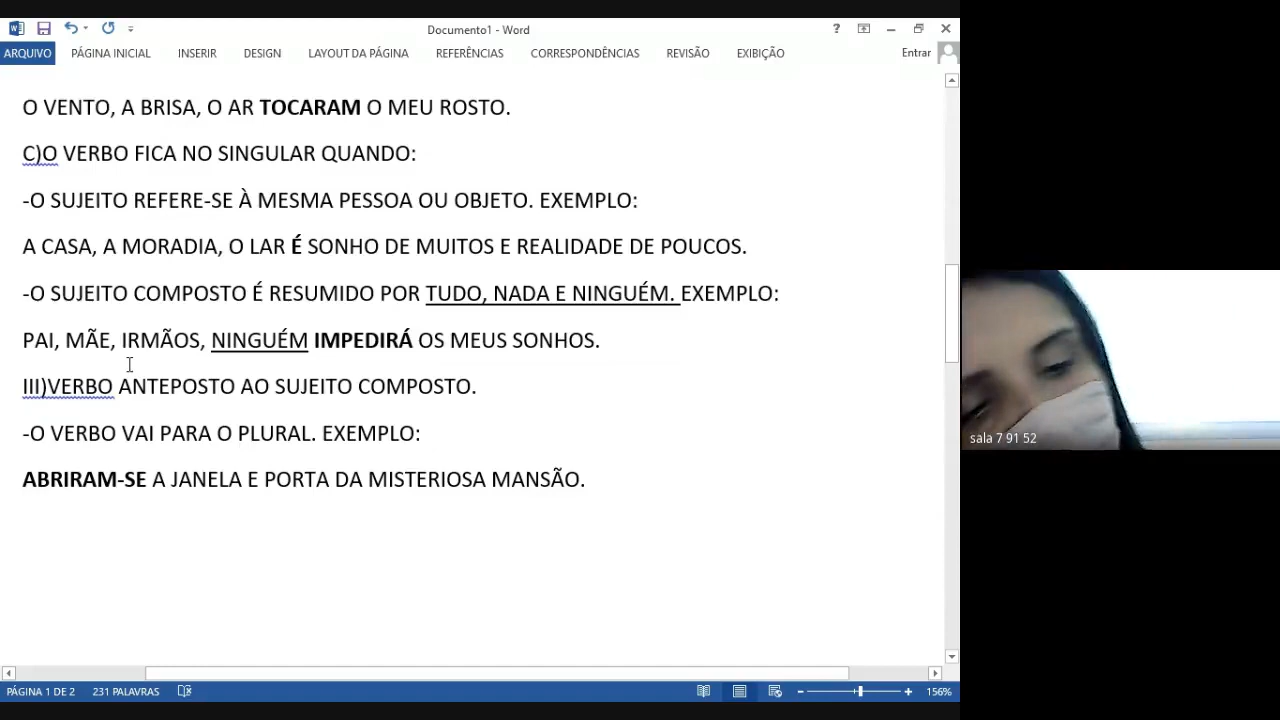 Documento1 - Word
?
ARQUIVO PÁGINA INICIAL INSERIR DESIGN LAYOUT DA PÁGINA REFERÊNCIAS CORRESPONDÊNCIAS REVISÃO EXIBIÇÃO Entrar
O VENTO, A BRISA, O AR TOCARAM O MEU ROSTO.
C)O VERBO FICA NO SINGULAR QUANDO:
-O SUJEITO REFERE-SE À MESMA PESSOA OU OBJETO. EXEMPLO:
A CASA, A MORADIA, O LAR É SONHO DE MUITOS E REALIDADE DE POUCOS.
-O SUJEITO COMPOSTO É RESUMIDO POR TUDO, NADA E NINGUÉM. EXEMPLO:
PAI, MÃE, IRMÃOS, NINGUÉM IMPEDIRÁ OS MEUS SONHOS.
III)VERBO ANTEPOSTO AO SUJEITO COMPOSTO.
-O VERBO VAI PARA O PLURAL. EXEMPLO:
ABRIRAM-SE A JANELA E PORTA DA MISTERIOSA MANSÃO.
sala 7 91 52
PÁGINA 1 DE 2 231 PALAVRAS 156%